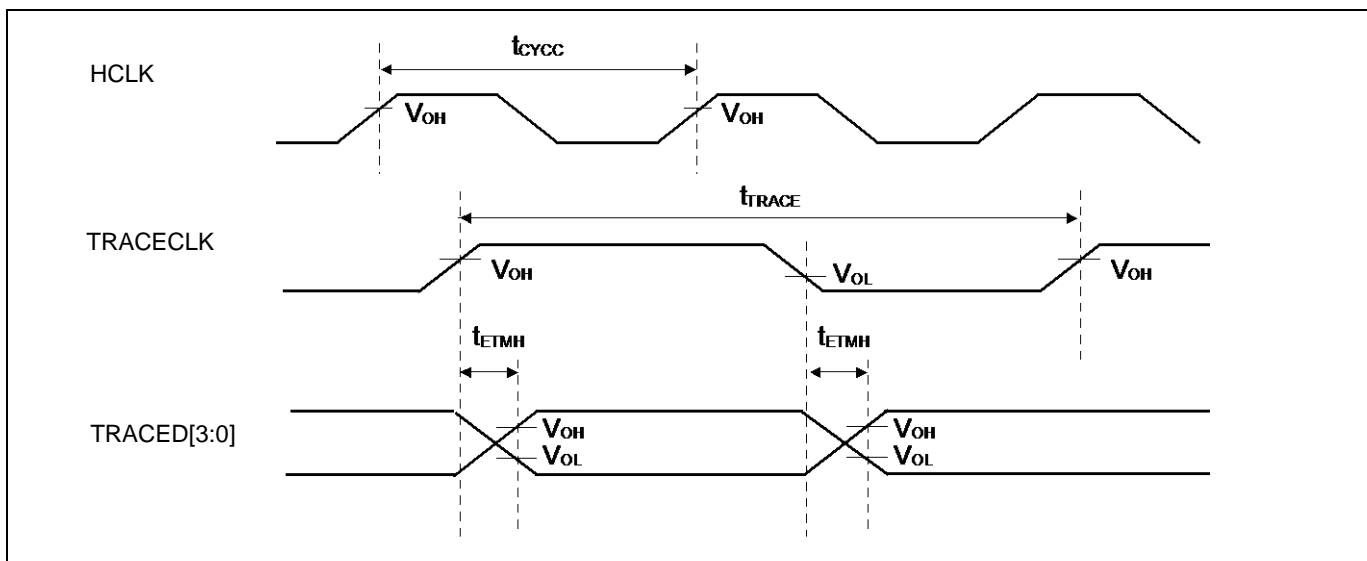 tCYCC
HCLK
VOH
VOH
tTRACE
TRACECLK
VOH
VOL
VOH
tETMH
tETMH
TRACED[3:0]
VOH
VOL
VOH
VOL